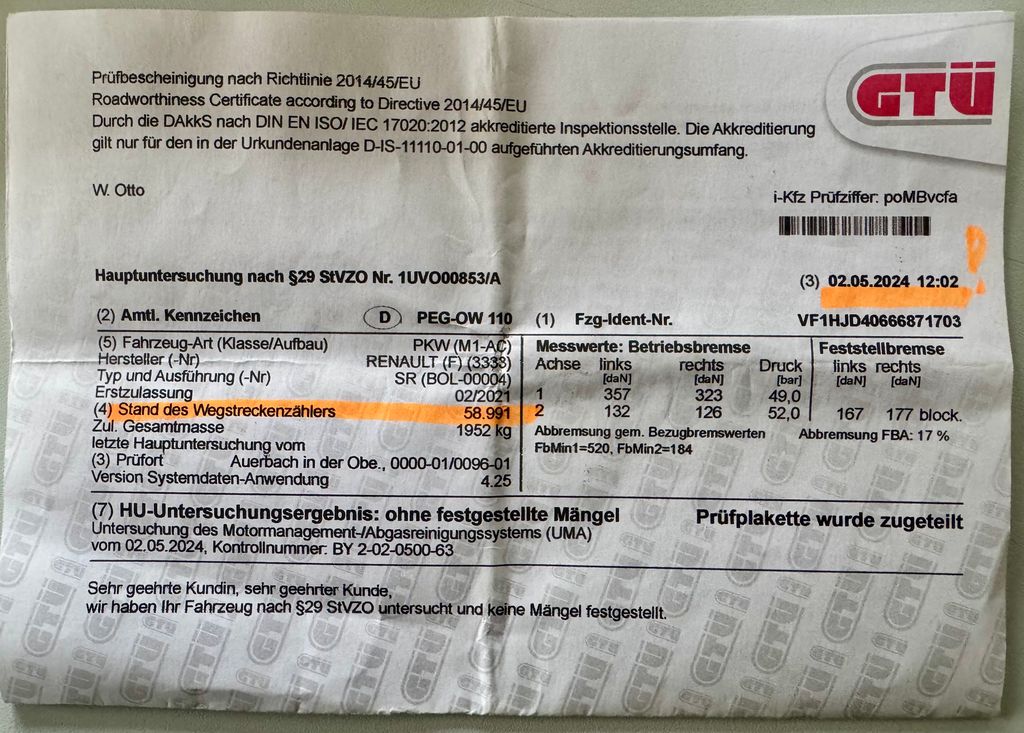 GTÜ
Prüfbescheinigung nach Richtlinie 2014/45/EU
Roadworthiness Certificate according to Directive 2014/45/EU
Durch die DAkkS nach DIN EN ISO/ IEC 17020:2012 akkreditierte Inspektionsstelle. Die Akkreditierung
gilt nur für den in der Urkundenanlage D-IS-11110-01-00 aufgeführten Akkreditierungsumfang.
W. Otto
i-Kfz Prüfziffer: poMBvcfa
Hauptuntersuchung nach §29 StVZO Nr. 1UVO00853/A (3) 02.05.2024 12:02 !
(2) Amtl. Kennzeichen D PEG-OW 110 (1) Fzg-Ident-Nr. VF1HJD40666871703
(5) Fahrzeug-Art (Klasse/Aufbau) PKW (M1-AC)
Hersteller (-Nr) RENAULT (F) (3333)
Typ und Ausführung (-Nr) SR (BOL-00004)
Erstzulassung 02/2021
(4) Stand des Wegstreckenzählers 58.991
Zul. Gesamtmasse 1952 kg
letzte Hauptuntersuchung vom
(3) Prüfort Auerbach in der Obe., 0000-01/0096-01
Version Systemdaten-Anwendung 4.25
Messwerte: Betriebsbremse Feststellbremse
Achse links rechts Druck links rechts
[daN] [daN] [bar] [daN] [daN]
1 357 323 49,0
2 132 126 52,0 167 177 block.
Abbremsung gem. Bezugbremswerten Abbremsung FBA: 17 %
FbMin1=520, FbMin2=184
(7) HU-Untersuchungsergebnis: ohne festgestellte Mängel Prüfplakette wurde zugeteilt
Untersuchung des Motormanagement-/Abgasreinigungssystems (UMA)
vom 02.05.2024, Kontrollnummer: BY 2-02-0500-63
Sehr geehrte Kundin, sehr geehrter Kunde,
wir haben Ihr Fahrzeug nach §29 StVZO untersucht und keine Mängel festgestellt.